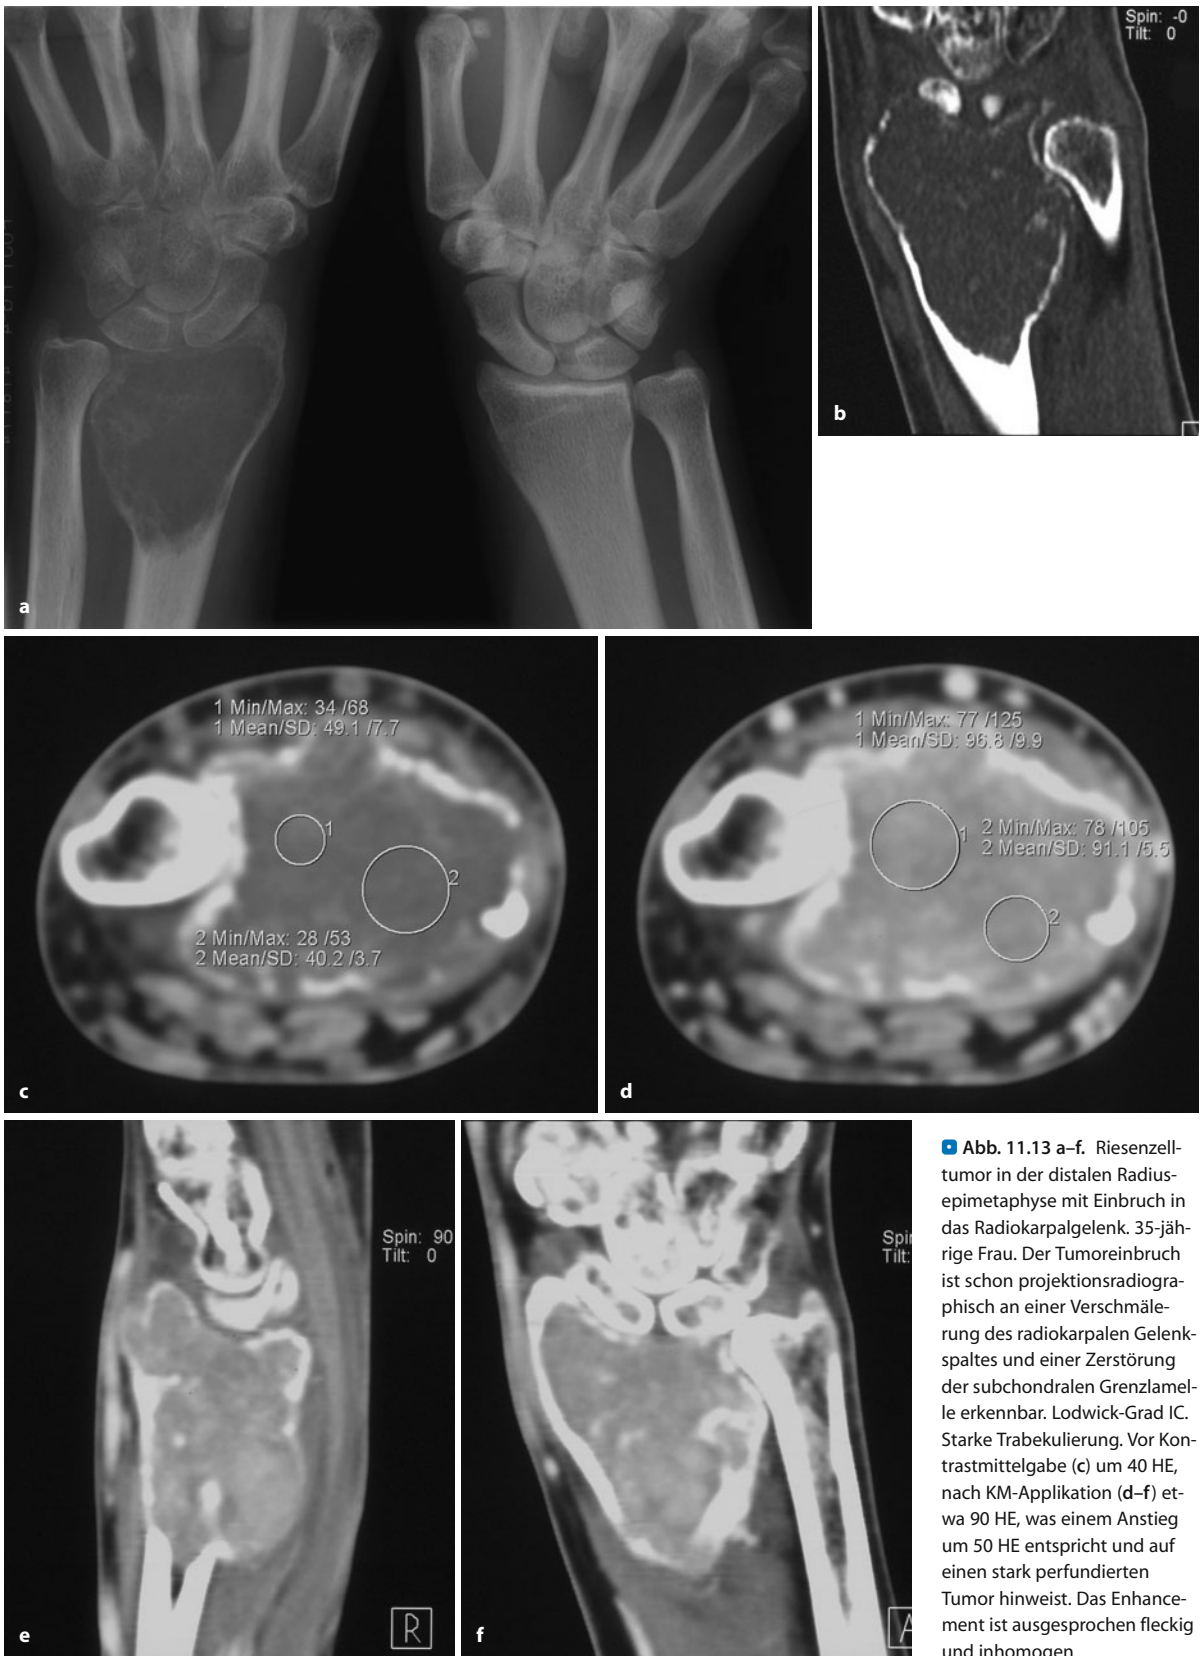 Spin: -0
Tilt: 0
b
a
1 Min/Max: 34 /68
1 Mean/SD: 49.1 /7.7
1
2
2 Min/Max: 28 /53
2 Mean/SD: 40.2 /3.7
c
1 Min/Max: 77 /125
1 Mean/SD: 96.8 /9.9
1
2 Min/Max: 78 /105
2 Mean/SD: 91.1 /5.5
2
d
Spin: 90
Tilt: 0
R
e
Spi
Tilt:
A
f
Abb. 11.13 a–f. Riesenzell-
tumor in der distalen Radius-
epimetaphyse mit Einbruch in
das Radiokarpalgelenk. 35-jäh-
rige Frau. Der Tumoreinbruch
ist schon projektionsradiogra-
phisch an einer Verschmäle-
rung des radiokarpalen Gelenk-
spaltes und einer Zerstörung
der subchondralen Grenzlamel-
le erkennbar. Lodwick-Grad IC.
Starke Trabekulierung. Vor Kon-
trastmittelgabe (c) um 40 HE,
nach KM-Applikation (d–f) et-
wa 90 HE, was einem Anstieg
um 50 HE entspricht und auf
einen stark perfundierten
Tumor hinweist. Das Enhance-
ment ist ausgesprochen fleckig
und inhomogen